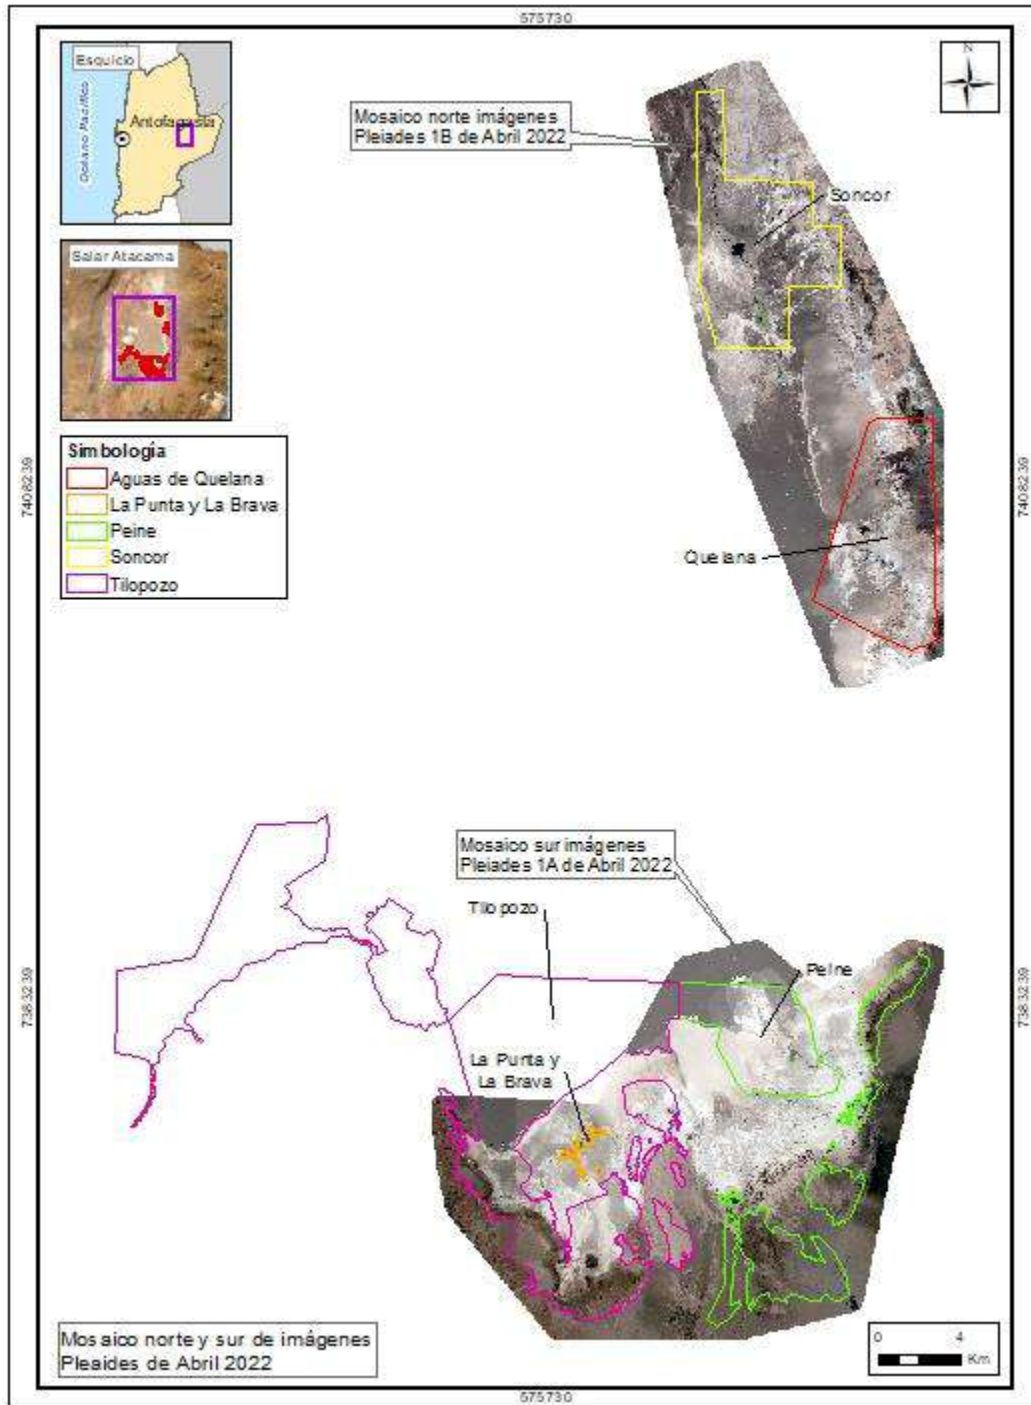 575730
Esquicio
Océano Pacífico
Antofagasta
N
Mosaico norte imágenes
Pleiades 1B de Abril 2022
Soncor
Salar Atacama
Simbología
Aguas de Quelana
La Punta y La Brava
Peine
Soncor
Tilopozo
7408239
7408239
Quelana
Mosaico sur imágenes
Pleiades 1A de Abril 2022
Tilopozo
Peine
7383239
7383239
La Punta y
La Brava
Mosaico norte y sur de imágenes
Pleaides de Abril 2022
0 4
Km
575730